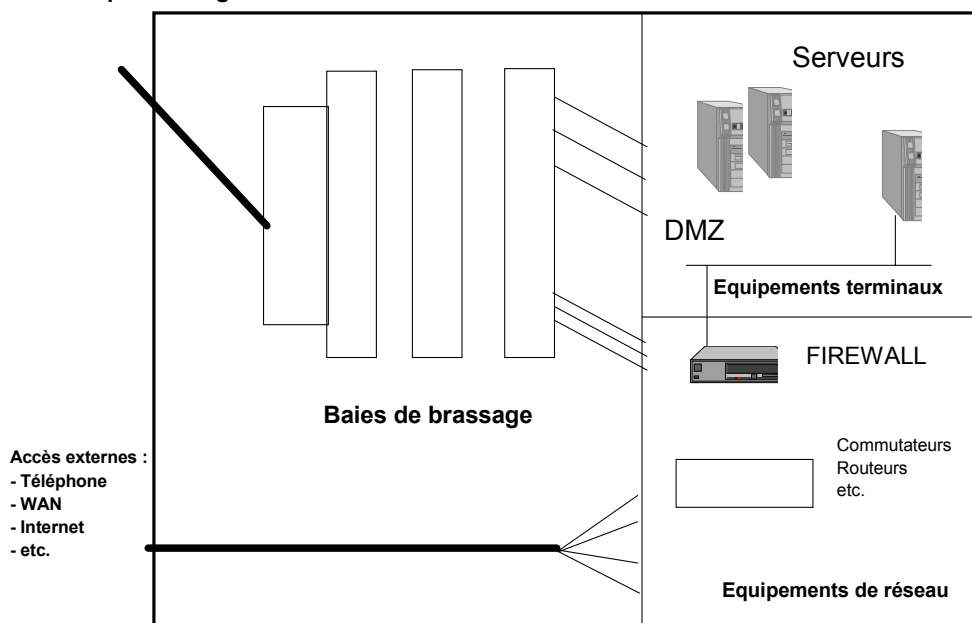 Serveurs
DMZ
Equipements terminaux
FIREWALL
Baies de brassage
Commutateurs
Routeurs
etc.
Accès externes :
- Téléphone
- WAN
- Internet
- etc.
Equipements de réseau